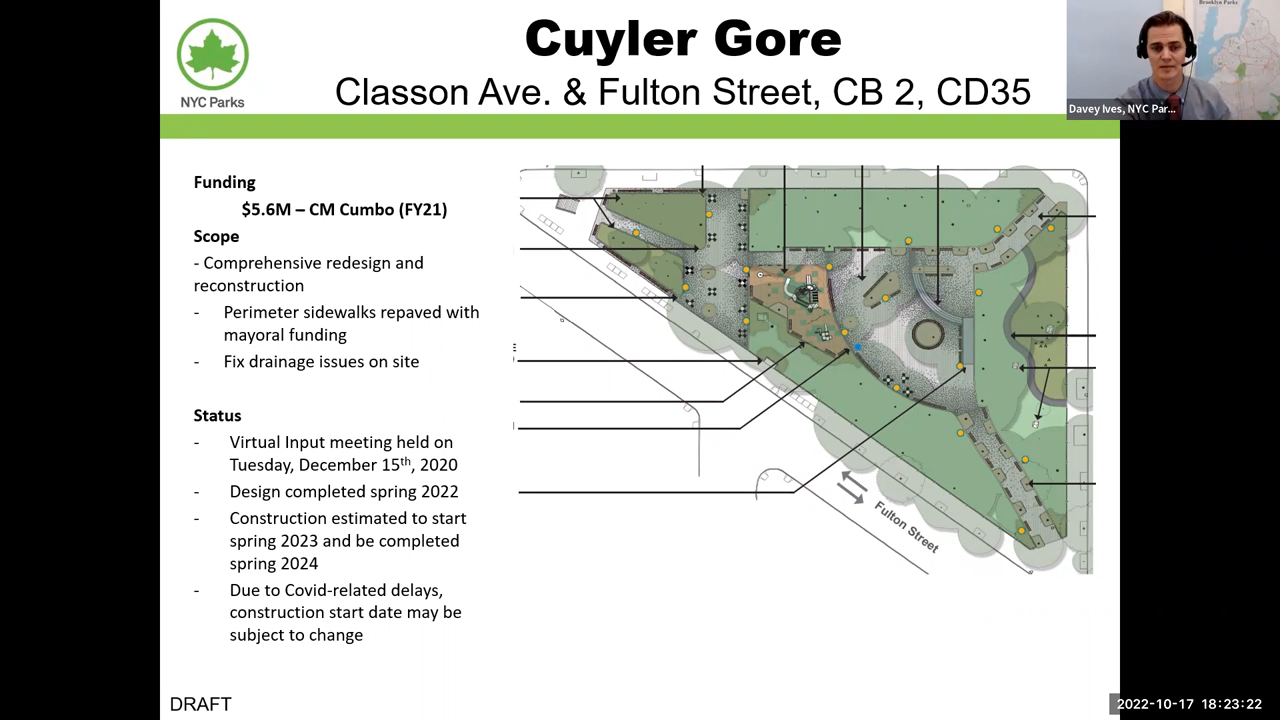 Cuyler Gore
Classon Ave. & Fulton Street, CB 2, CD35
NYC Parks
Brooklyn Parks
Davey Ives, NYC Par...
Funding
$5.6M – CM Cumbo (FY21)
Scope
- Comprehensive redesign and
reconstruction
- Perimeter sidewalks repaved with
mayoral funding
- Fix drainage issues on site
Status
- Virtual Input meeting held on
Tuesday, December 15th, 2020
- Design completed spring 2022
- Construction estimated to start
spring 2023 and be completed
spring 2024
- Due to Covid-related delays,
construction start date may be
subject to change
Fulton Street
DRAFT
2022-10-17 18:23:22